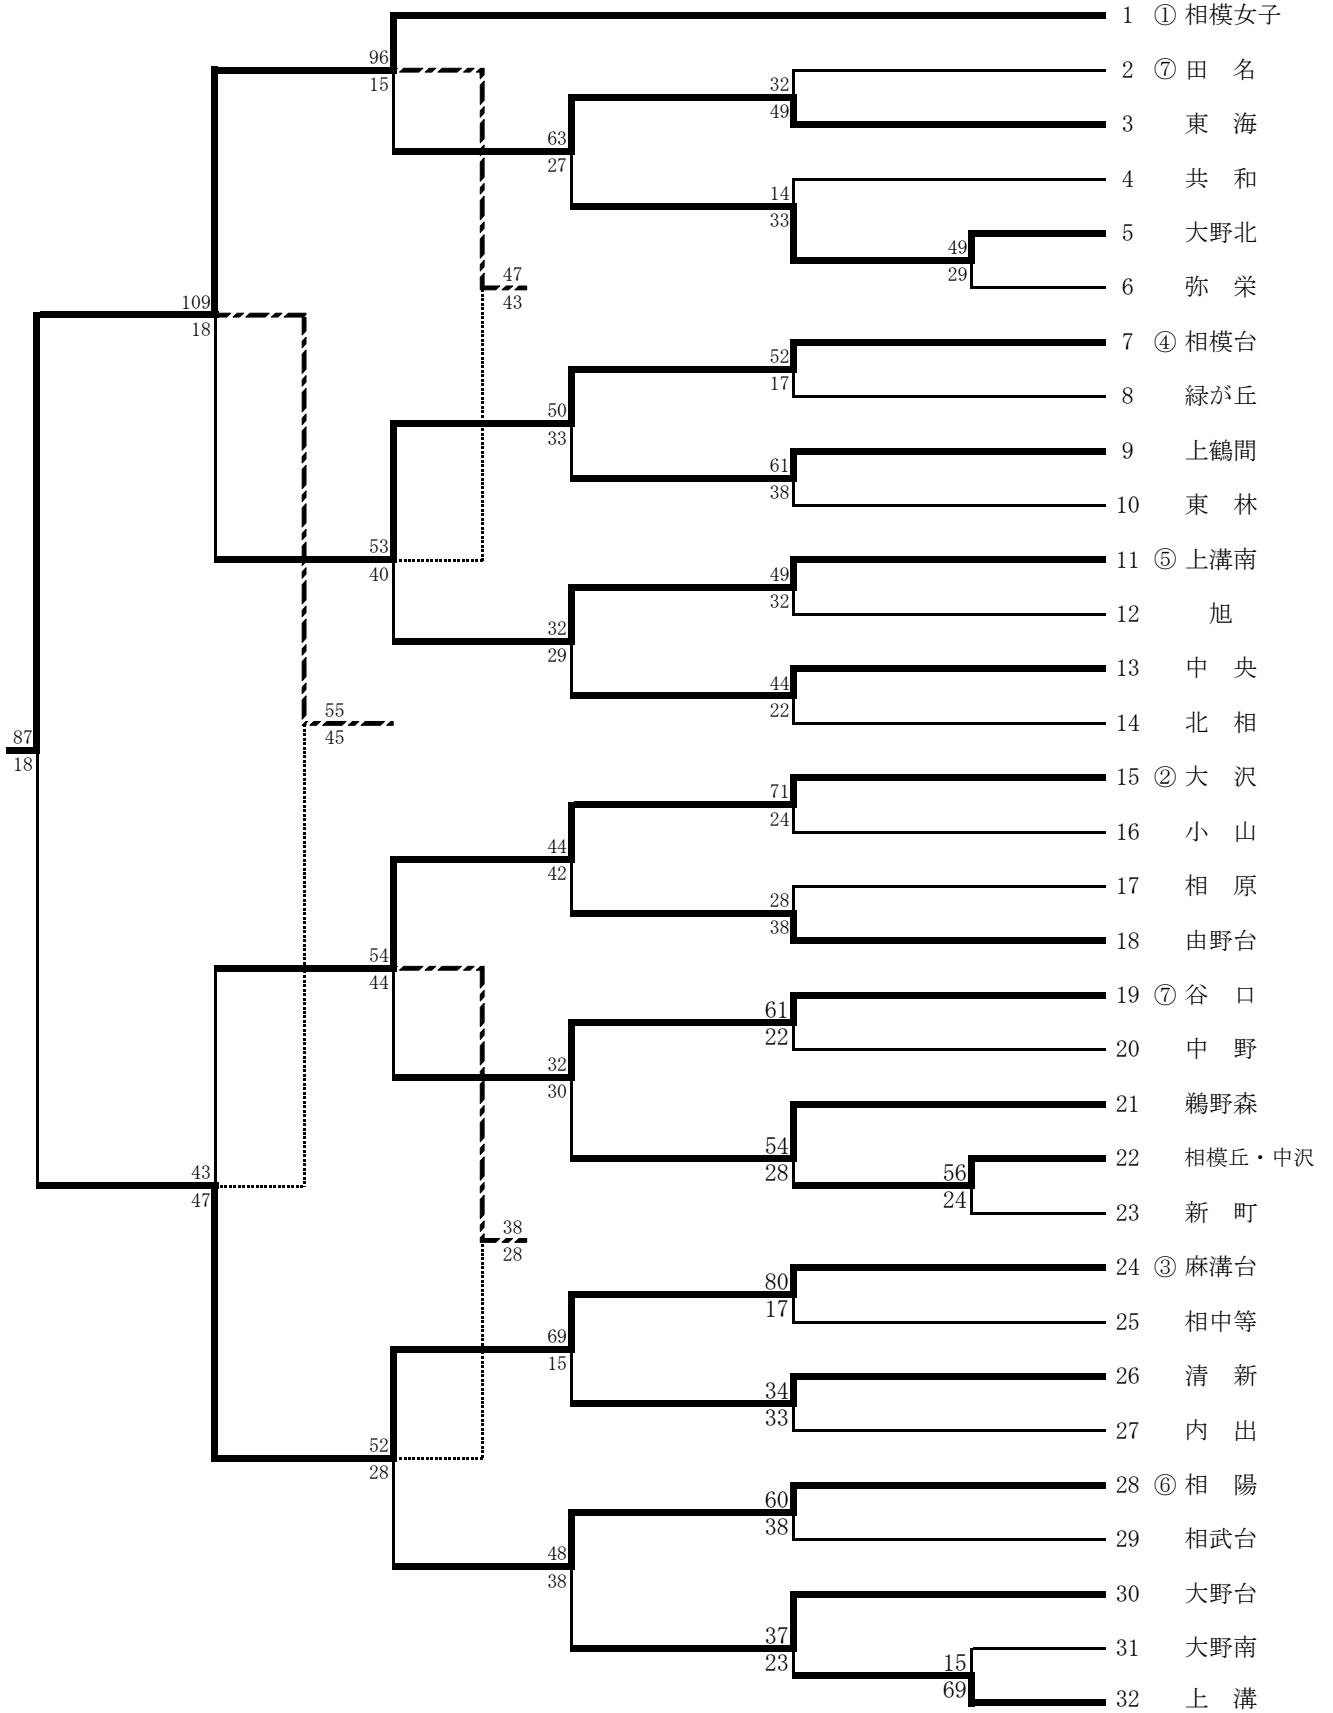 1 ① 相模女子
96
15
2 ⑦ 田　名
32
49
3 東　海
63
27
4 共　和
14
33
5 大野北
49
29
6 弥　栄
47
43
109
18
7 ④ 相模台
52
17
8 緑が丘
50
33
9 上鶴間
61
38
10 東　林
53
40
11 ⑤ 上溝南
49
32
12 旭
32
29
13 中　央
44
22
14 北　相
55
45
87
18
15 ② 大　沢
71
24
16 小　山
44
42
17 相　原
28
38
18 由野台
54
44
19 ⑦ 谷　口
61
22
20 中　野
32
30
21 鵜野森
54
28
22 相模丘・中沢
56
24
23 新　町
43
47
38
28
24 ③ 麻溝台
80
17
25 相中等
69
15
26 清　新
34
33
27 内　出
52
28
28 ⑥ 相　陽
60
38
29 相武台
48
38
30 大野台
37
23
31 大野南
15
69
32 上　溝